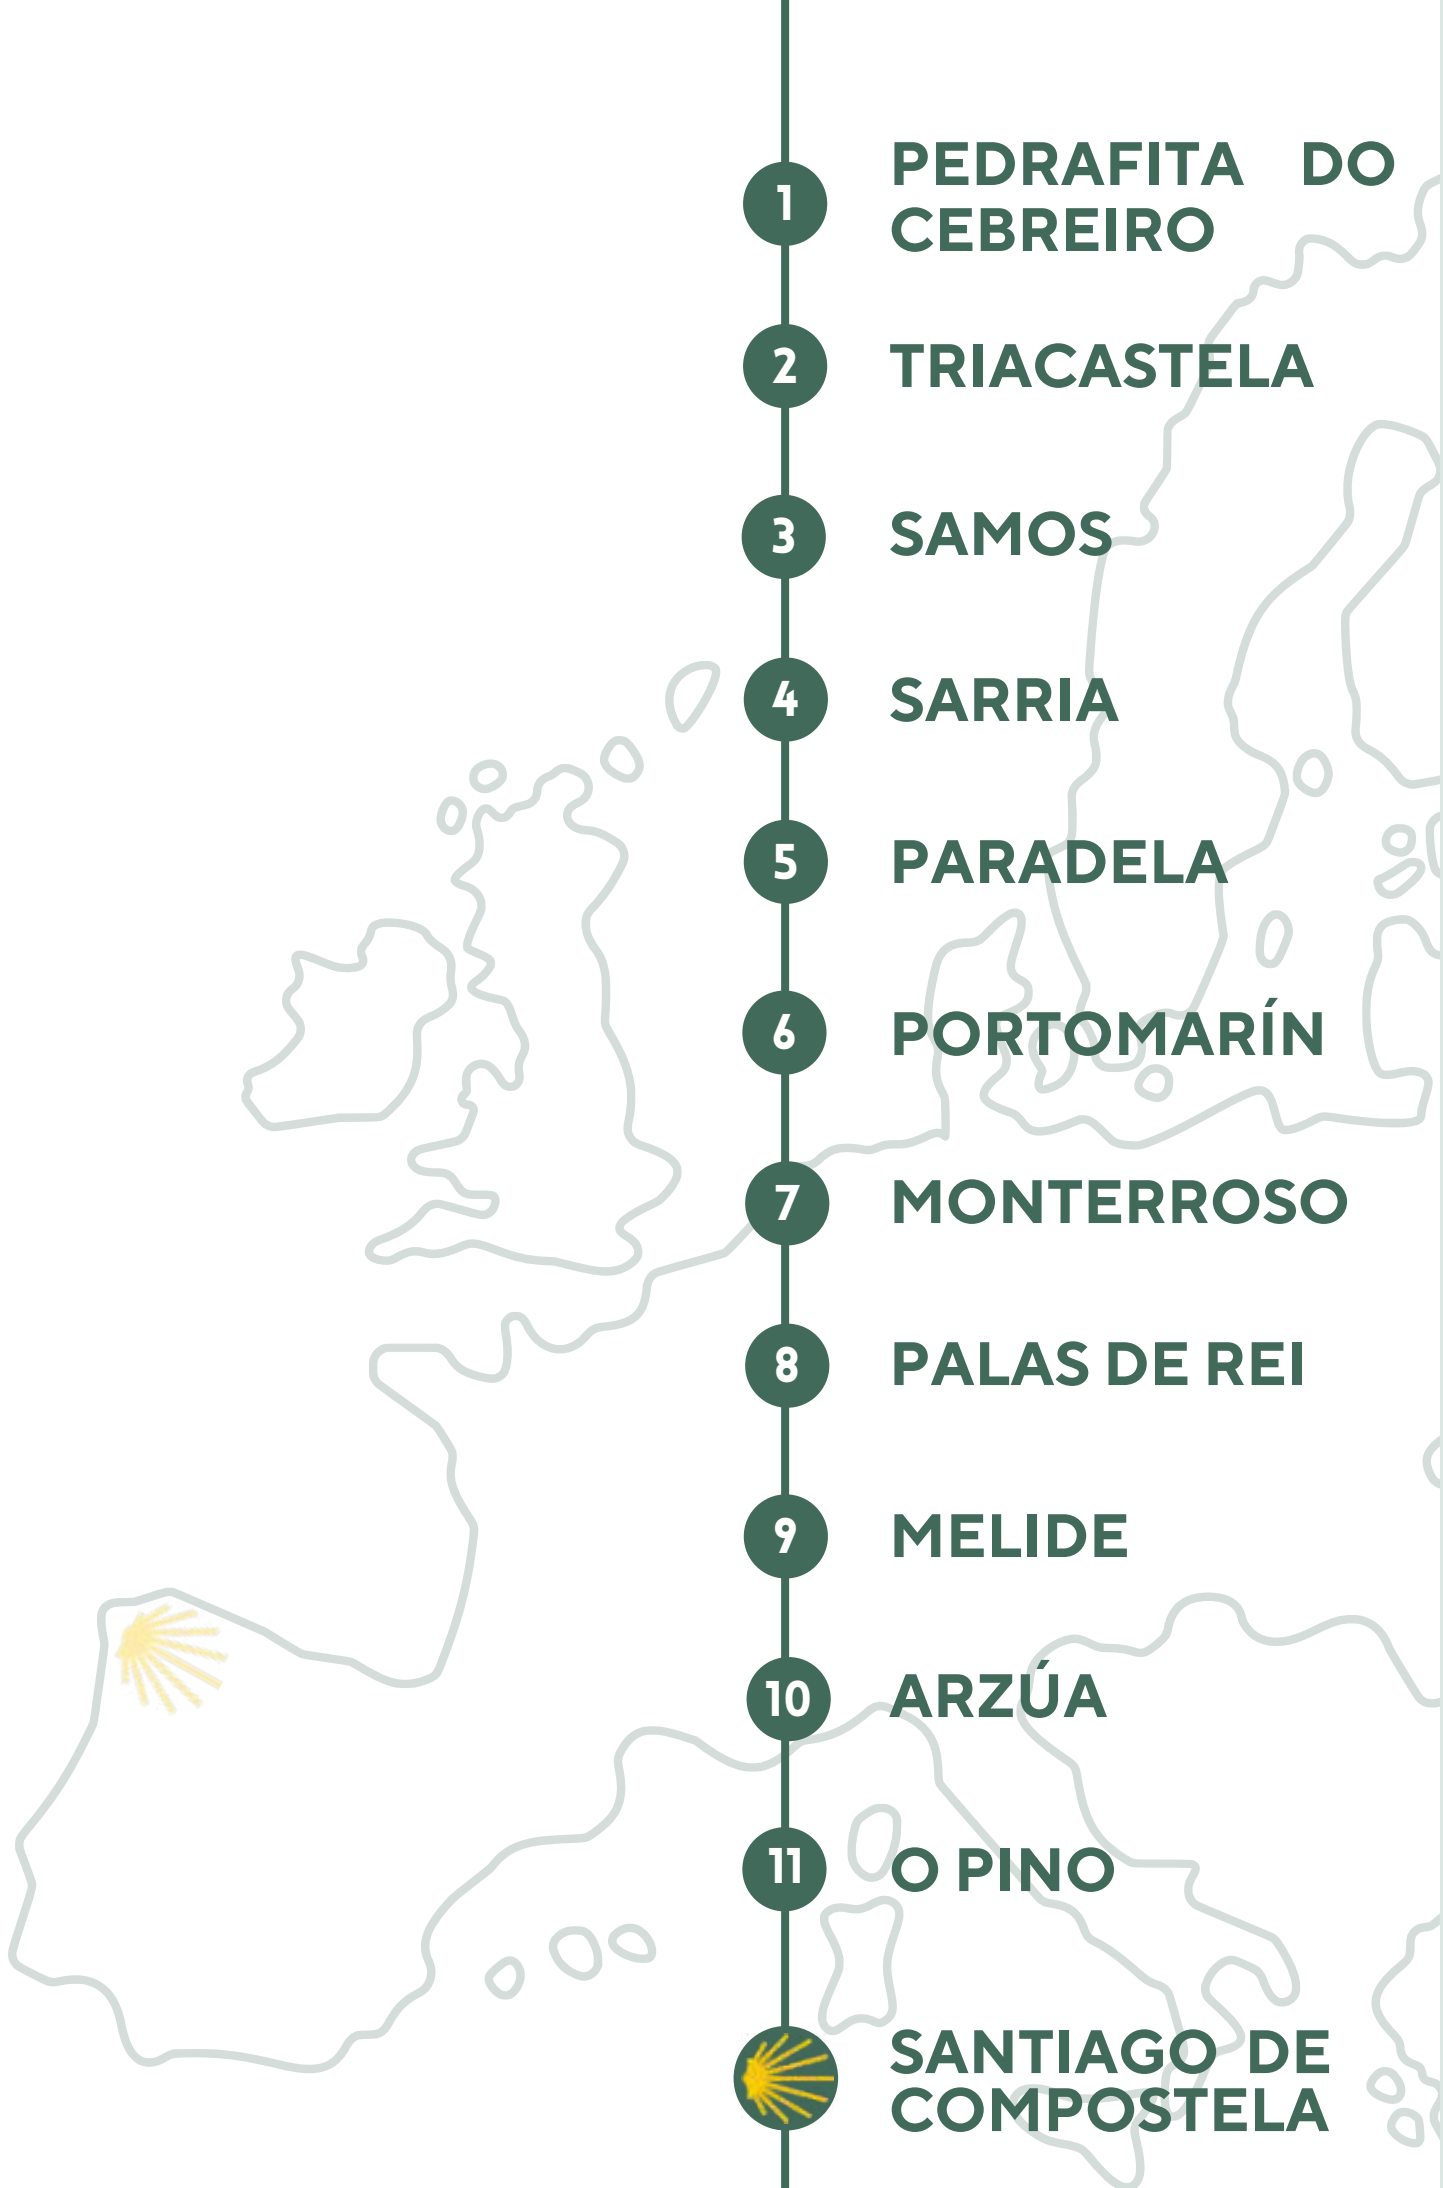 1
PEDRAFITA DO
CEBREIRO
2
TRIACASTELA
3
SAMOS
4
SARRIA
5
PARADELA
6
PORTOMARÍN
7
MONTERROSO
8
PALAS DE REI
9
MELIDE
10
ARZÚA
11
O PINO
SANTIAGO DE
COMPOSTELA